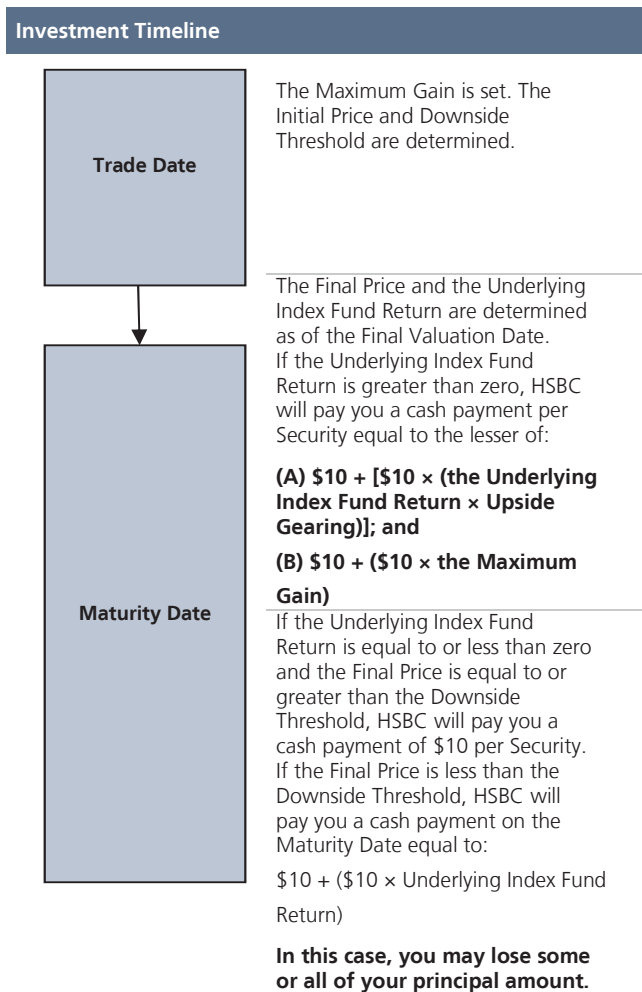 Investment Timeline
Trade Date
The Maximum Gain is set. The
Initial Price and Downside
Threshold are determined.
Maturity Date
The Final Price and the Underlying
Index Fund Return are determined
as of the Final Valuation Date.
If the Underlying Index Fund
Return is greater than zero, HSBC
will pay you a cash payment per
Security equal to the lesser of:
(A) $10 + [$10 × (the Underlying
Index Fund Return × Upside
Gearing)]; and
(B) $10 + ($10 × the Maximum
Gain)
If the Underlying Index Fund
Return is equal to or less than zero
and the Final Price is equal to or
greater than the Downside
Threshold, HSBC will pay you a
cash payment of $10 per Security.
If the Final Price is less than the
Downside Threshold, HSBC will
pay you a cash payment on the
Maturity Date equal to:
$10 + ($10 × Underlying Index Fund
Return)
In this case, you may lose some
or all of your principal amount.